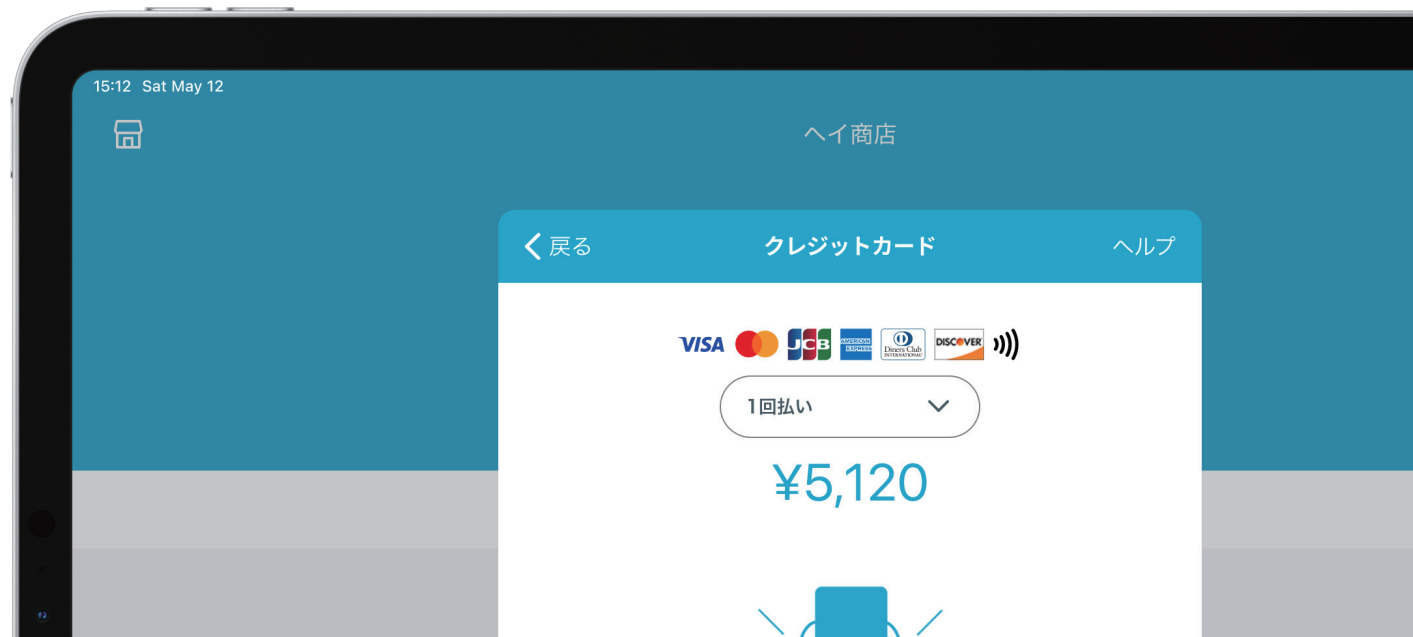 15:12 Sat May 12
ヘイ商店
戻る クレジットカード ヘルプ
VISA JCB AMERICAN EXPRESS Diners Club INTERNATIONAL DISCOVER
1回払い
¥5,120